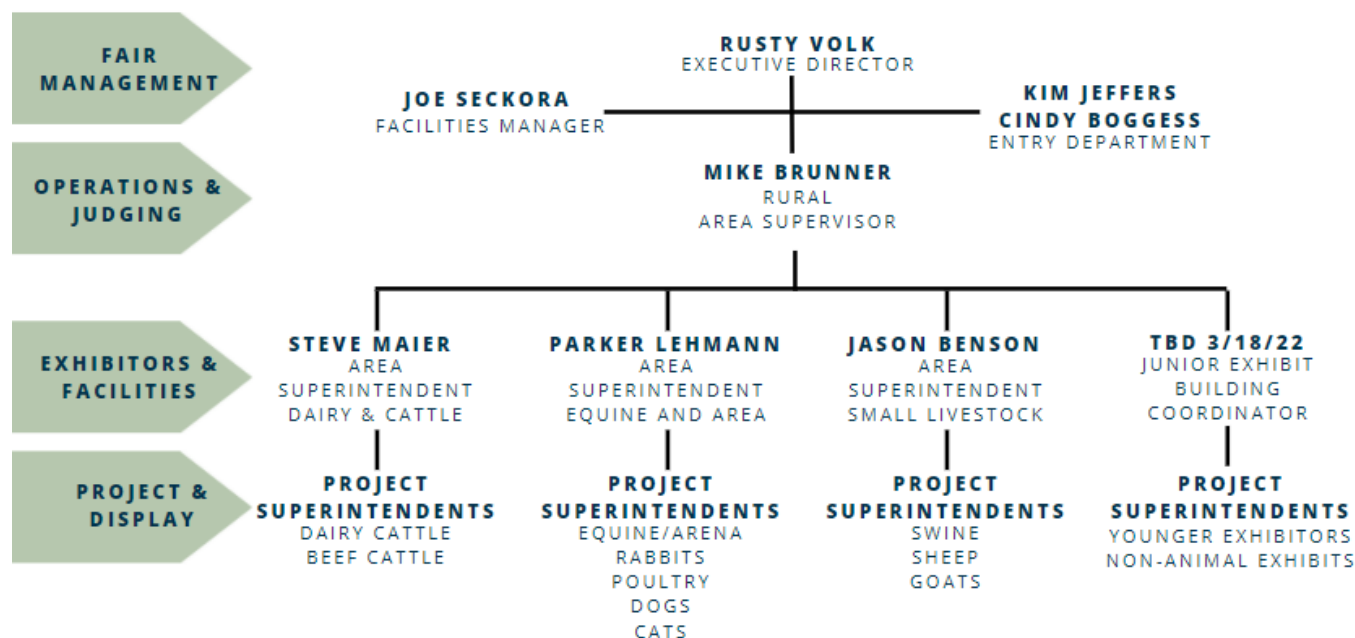 FAIR
MANAGEMENT
RUSTY VOLK
EXECUTIVE DIRECTOR
JOE SECKORA
FACILITIES MANAGER
KIM JEFFERS
CINDY BOGGESS
ENTRY DEPARTMENT
OPERATIONS &
JUDGING
MIKE BRUNNER
RURAL
AREA SUPERVISOR
EXHIBITORS &
FACILITIES
STEVE MAIER
AREA
SUPERINTENDENT
DAIRY & CATTLE
PARKER LEHMANN
AREA
SUPERINTENDENT
EQUINE AND AREA
JASON BENSON
AREA
SUPERINTENDENT
SMALL LIVESTOCK
TBD 3/18/22
JUNIOR EXHIBIT
BUILDING
COORDINATOR
PROJECT &
DISPLAY
PROJECT
SUPERINTENDENTS
DAIRY CATTLE
BEEF CATTLE
PROJECT
SUPERINTENDENTS
EQUINE/ARENA
RABBITS
POULTRY
DOGS
CATS
PROJECT
SUPERINTENDENTS
SWINE
SHEEP
GOATS
PROJECT
SUPERINTENDENTS
YOUNGER EXHIBITORS
NON-ANIMAL EXHIBITS